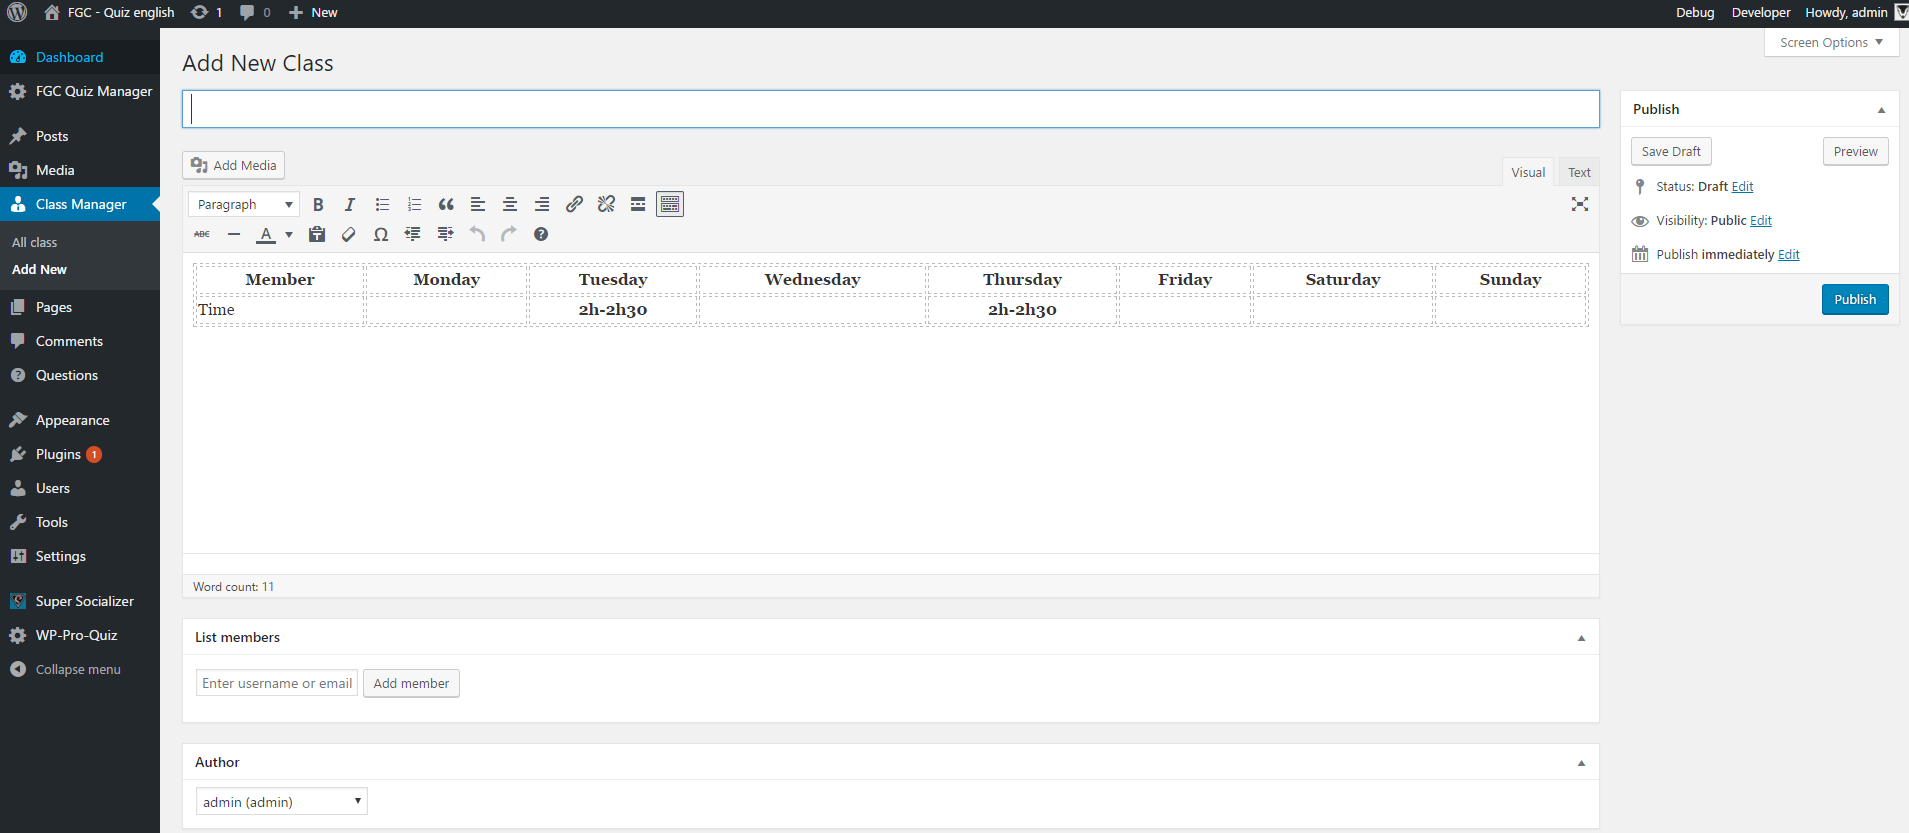 FGC - Quiz english 1 0 New Debug Developer Howdy, admin
Screen Options
Dashboard
FGC Quiz Manager
Posts
Media
Class Manager
All class
Add New
Pages
Comments
Questions
Appearance
Plugins 1
Users
Tools
Settings
Super Socializer
WP-Pro-Quiz
Collapse menu
Add New Class
Add Media
Visual Text
Paragraph B I
ABC A Ω
Member Monday Tuesday Wednesday Thursday Friday Saturday Sunday
Time 2h-2h30 2h-2h30
Word count: 11
List members
Enter username or email Add member
Author
admin (admin)
Publish
Save Draft Preview
Status: Draft Edit
Visibility: Public Edit
Publish immediately Edit
Publish